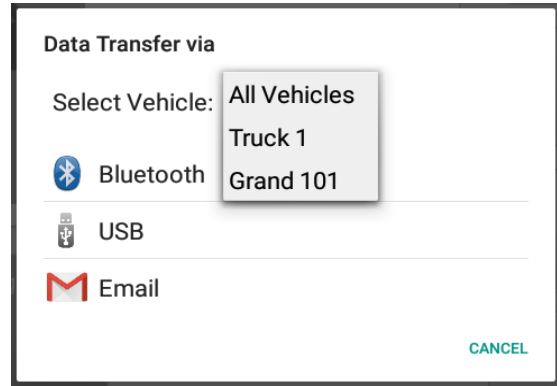 Data Transfer via
Select Vehicle:
All Vehicles
Truck 1
Grand 101
Bluetooth
USB
Email
CANCEL